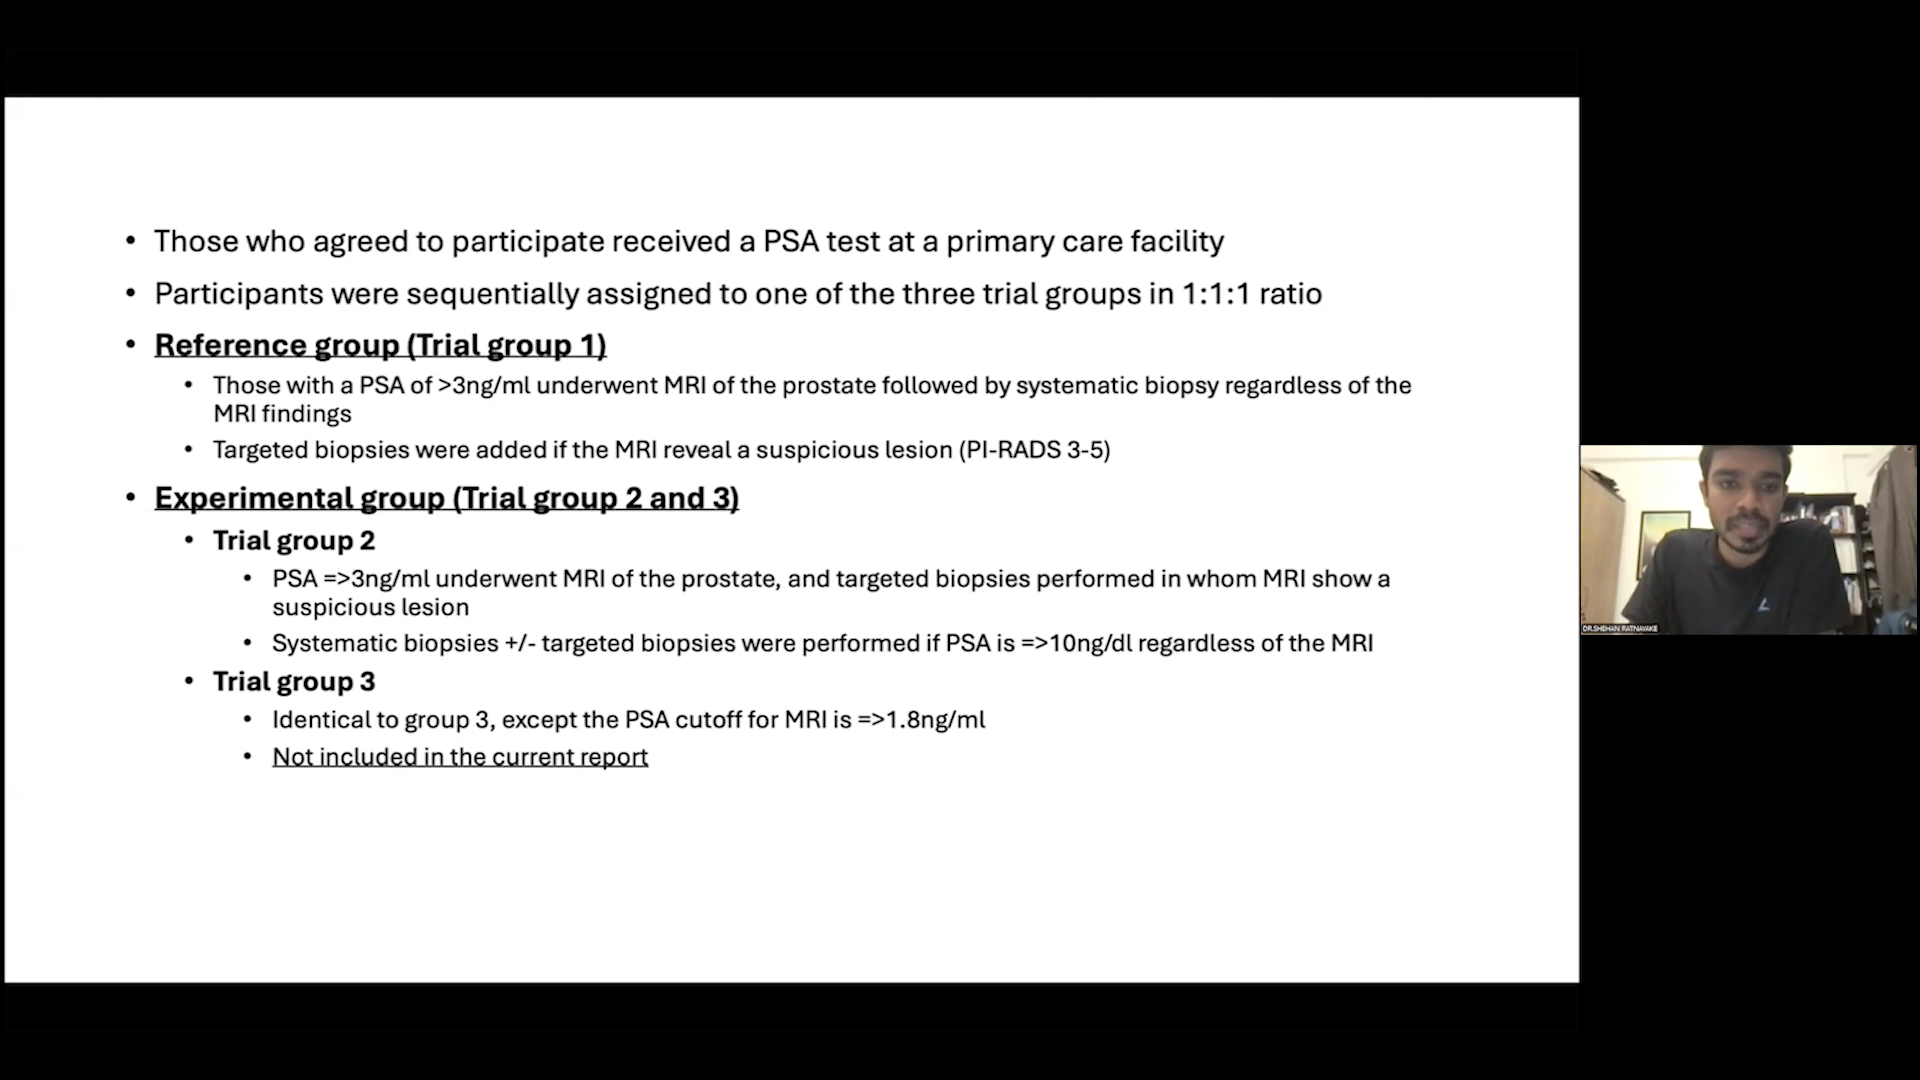 • Those who agreed to participate received a PSA test at a primary care facility
• Participants were sequentially assigned to one of the three trial groups in 1:1:1 ratio
• Reference group (Trial group 1)
• Those with a PSA of >3ng/ml underwent MRI of the prostate followed by systematic biopsy regardless of the
MRI findings
• Targeted biopsies were added if the MRI reveal a suspicious lesion (PI-RADS 3-5)
• Experimental group (Trial group 2 and 3)
• Trial group 2
• PSA =>3ng/ml underwent MRI of the prostate, and targeted biopsies performed in whom MRI show a
suspicious lesion
• Systematic biopsies +/- targeted biopsies were performed if PSA is =>10ng/dl regardless of the MRI
• Trial group 3
• Identical to group 3, except the PSA cutoff for MRI is =>1.8ng/ml
• Not included in the current report
DR.SHEHAN RATNAYAKE